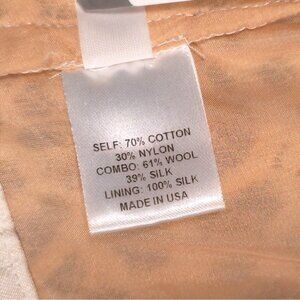 SELF: 70% COTTON
30% NYLON
COMBO: 61% WOOL
39% SILK
LINING: 100% SILK
MADE IN USA